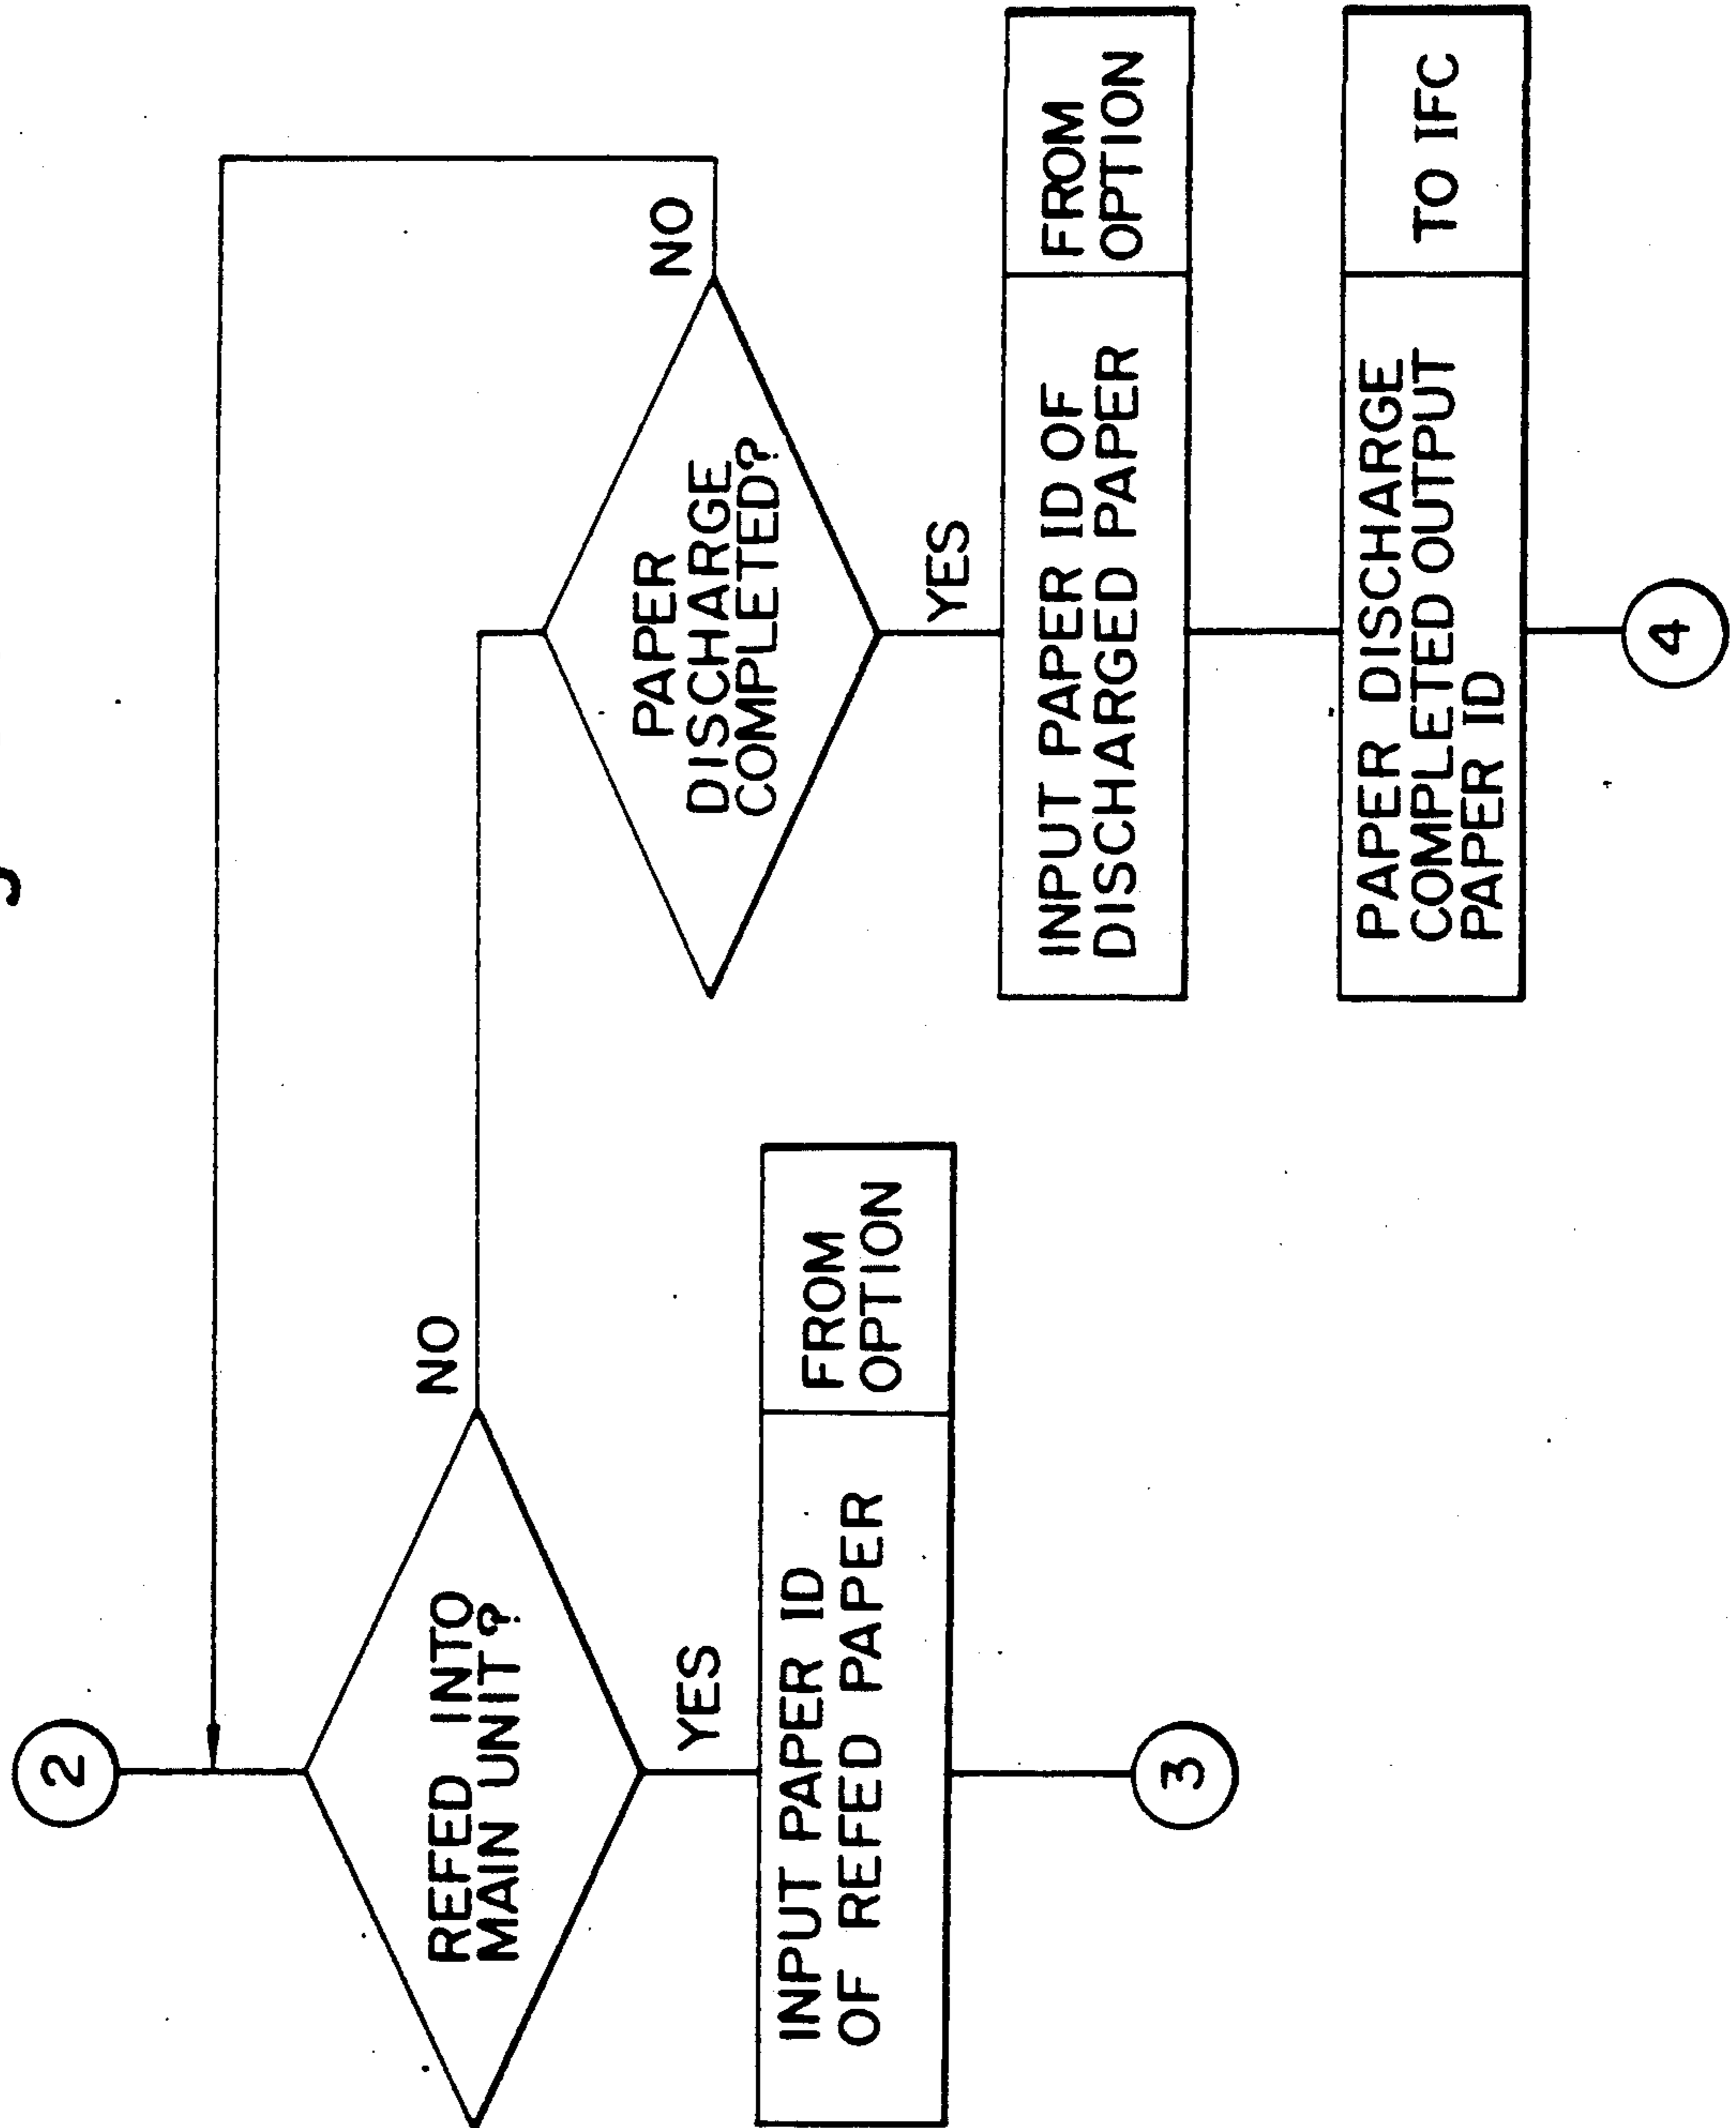 2
REFED INTO
MAIN UNIT?
NO
YES
INPUT PAPER ID
OF REFED PAPER
FROM
OPTION
3
PAPER
DISCHARGE
COMPLETED?
NO
YES
INPUT PAPER ID OF
DISCHARGED PAPER
FROM
OPTION
PAPER DISCHARGE
COMPLETED OUTPUT
PAPER ID
TO IFC
4